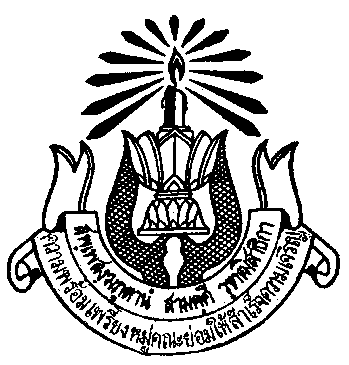 สพฺเพสํ สงฺฆภูตานํ สามคฺคี วุฑฺฒิสาธิกา
ความพร้อมเพรียงหมู่คณะย่อมให้สำเร็จความเจริญ